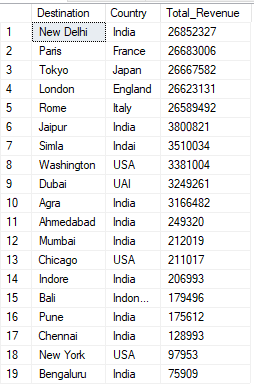 Destination Country Total_Revenue
1 New Delhi India 26852327
2 Paris France 26683006
3 Tokyo Japan 26667582
4 London England 26623131
5 Rome Italy 26589492
6 Jaipur India 3800821
7 Simla Indai 3510034
8 Washington USA 3381004
9 Dubai UAI 3249261
10 Agra India 3166482
11 Ahmedabad India 249320
12 Mumbai India 212019
13 Chicago USA 211017
14 Indore India 206993
15 Bali Indon... 179496
16 Pune India 175612
17 Chennai India 128993
18 New York USA 97953
19 Bengaluru India 75909